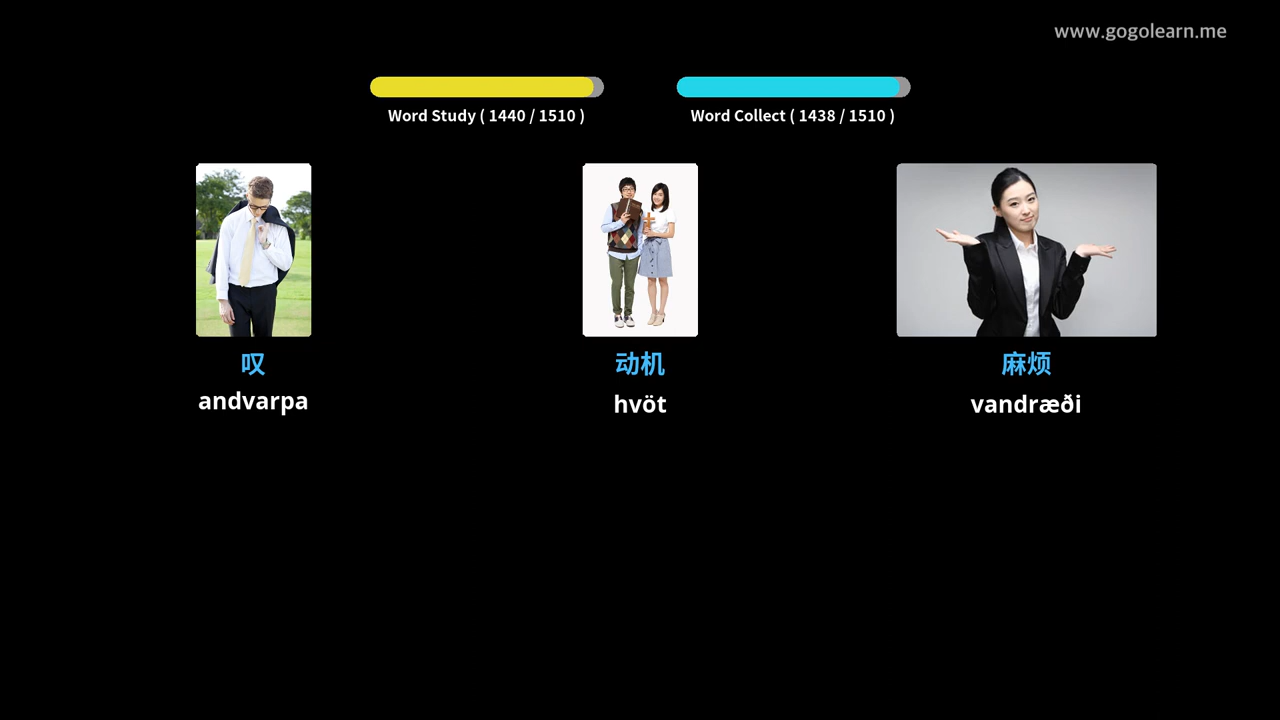 www.gogolearn.me
Word Study ( 1440 / 1510 )
Word Collect ( 1438 / 1510 )
叹
动机
麻烦
andvarpa
hvöt
vandræði